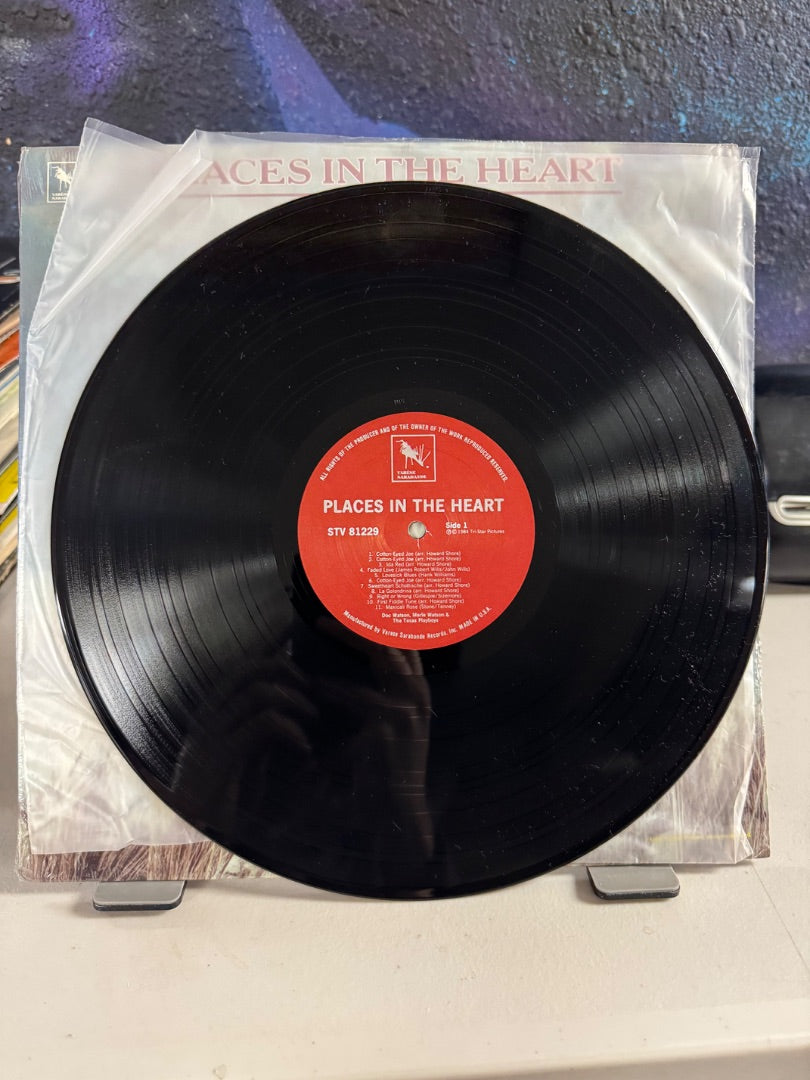 VARÈSE
SARABANDE
LACES IN THE HEART
ALL RIGHTS OF THE PRODUCER AND OF THE OWNER OF THE WORK REPRODUCED RESERVED.
VARÈSE
SARABANDE
PLACES IN THE HEART
STV 81229
Side 1
Ⓟ © 1984 Tri-Star Pictures
1. Cotton-Eyed Joe (arr. Howard Shore)
2. Cotton-Eyed Joe (arr. Howard Shore)
3. Ida Red (arr. Howard Shore)
4. Faded Love (James Robert Wills/John Wills)
5. Lovesick Blues (Hank Williams)
6. Cotton-Eyed Joe (arr. Howard Shore)
7. Sweetheart Schottische (arr. Howard Shore)
8. La Golondrina (arr. Howard Shore)
9. Right or Wrong (Gillespie/Sizemore)
10. First Fiddle Tune (arr. Howard Shore)
11. Mexicali Rose (Stone/Tenney)
Doc Watson, Merle Watson &
The Texas Playboys
Manufactured by Varese Sarabande Records, Inc. MADE IN U.S.A.